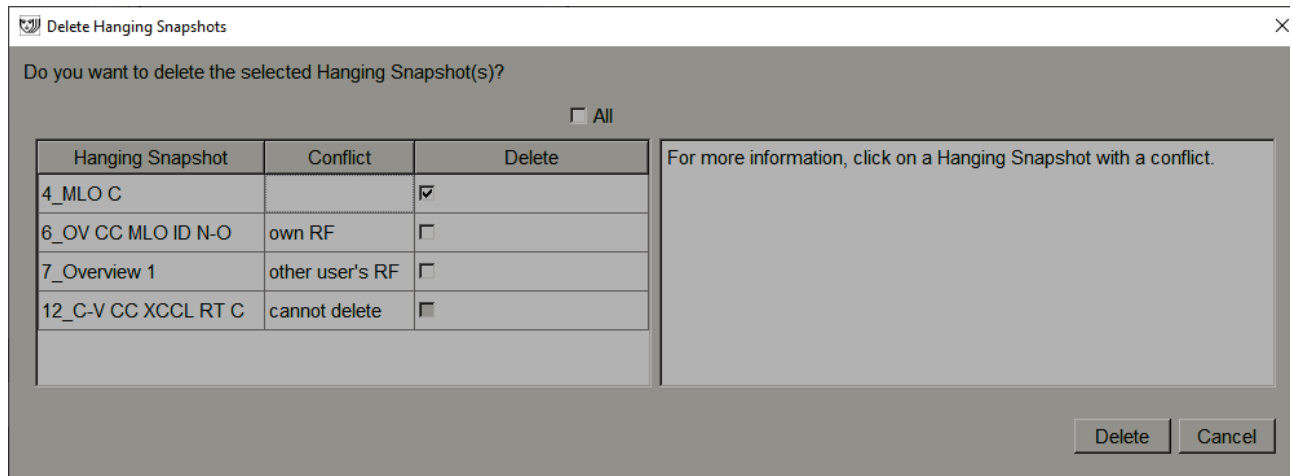 Delete Hanging Snapshots
Do you want to delete the selected Hanging Snapshot(s)?
All
Hanging Snapshot Conflict Delete
4_MLO C
6_OV CC MLO ID N-O own RF
7_Overview 1 other user's RF
12_C-V CC XCCL RT C cannot delete
For more information, click on a Hanging Snapshot with a conflict.
Delete Cancel